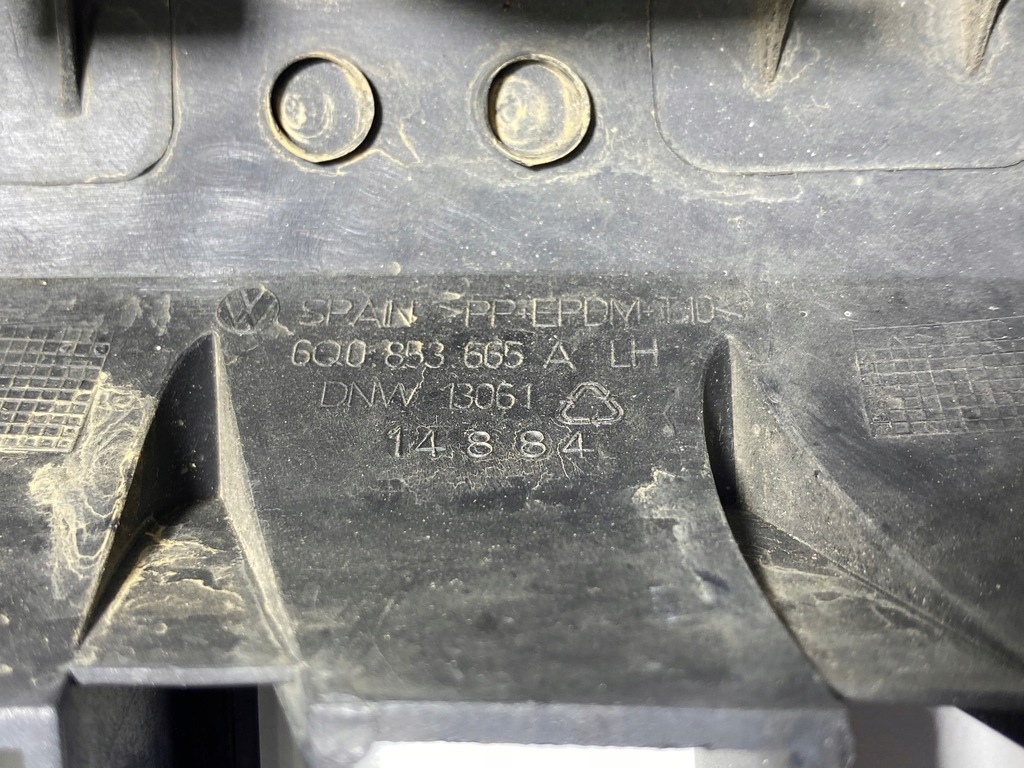 SPAIN >PP+EPDM+T10<
6Q0 853 665 A LH
DNW 13061
14884